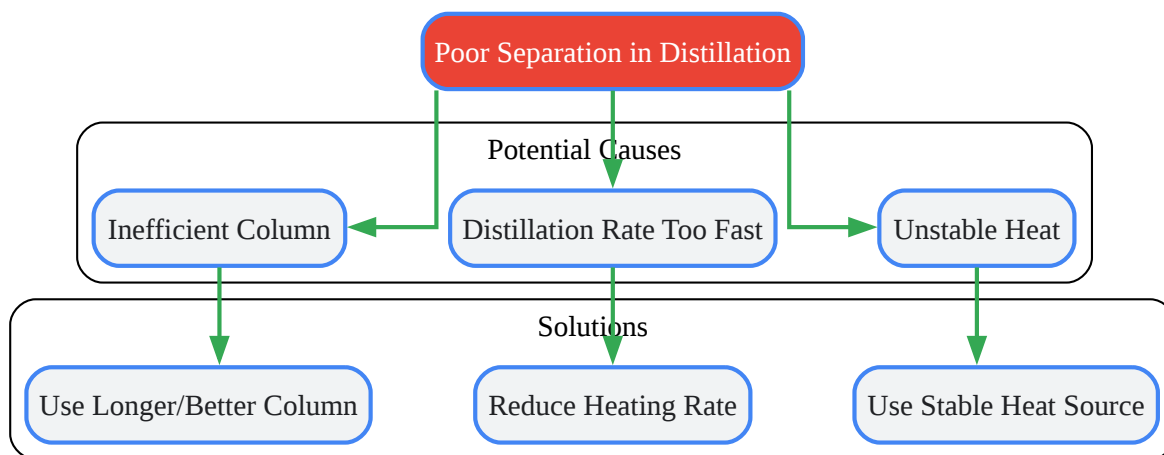 Poor Separation in Distillation
Potential Causes
Inefficient Column
Distillation Rate Too Fast
Unstable Heat
Solutions
Use Longer/Better Column
Reduce Heating Rate
Use Stable Heat Source